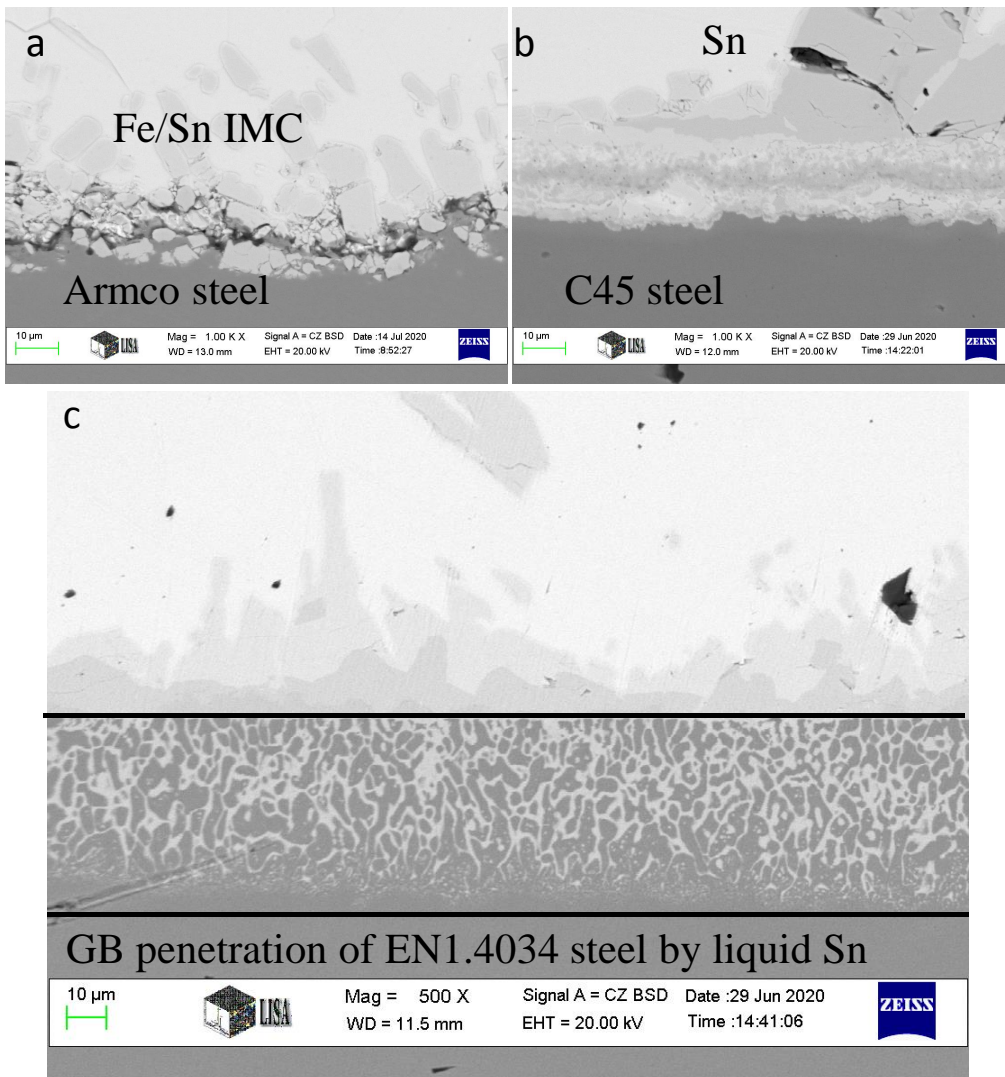 a
Fe/Sn IMC
Armco steel
10 µm
LISA
Mag = 1.00 K X
WD = 13.0 mm
Signal A = CZ BSD
EHT = 20.00 kV
Date :14 Jul 2020
Time :8:52:27
ZEISS
b
Sn
C45 steel
10 µm
LISA
Mag = 1.00 K X
WD = 12.0 mm
Signal A = CZ BSD
EHT = 20.00 kV
Date :29 Jun 2020
Time :14:22:01
ZEISS
c
GB penetration of EN1.4034 steel by liquid Sn
10 µm
LISA
Mag = 500 X
WD = 11.5 mm
Signal A = CZ BSD
EHT = 20.00 kV
Date :29 Jun 2020
Time :14:41:06
ZEISS